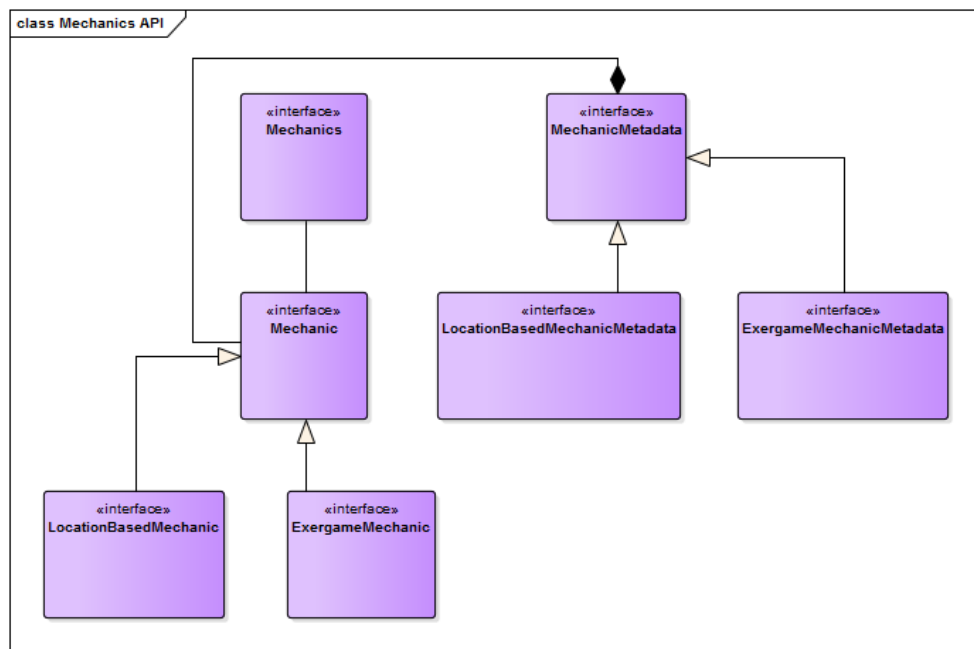 class Mechanics API
«interface»
Mechanics
«interface»
MechanicMetadata
«interface»
Mechanic
«interface»
LocationBasedMechanicMetadata
«interface»
ExergameMechanicMetadata
«interface»
LocationBasedMechanic
«interface»
ExergameMechanic